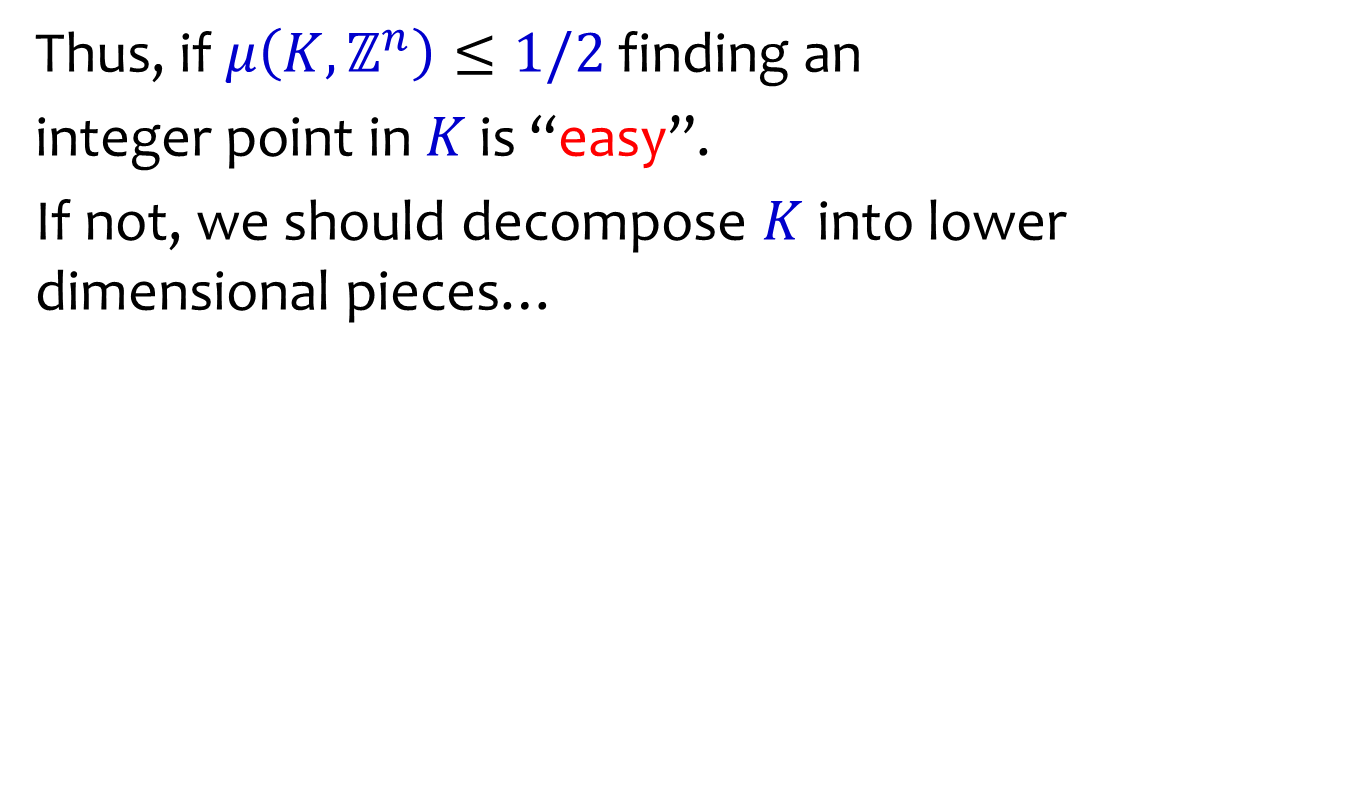 Thus, if 𝜇(𝐾, ℤⁿ) ≤ 1/2 finding an
integer point in 𝐾 is “easy”.
If not, we should decompose 𝐾 into lower
dimensional pieces…